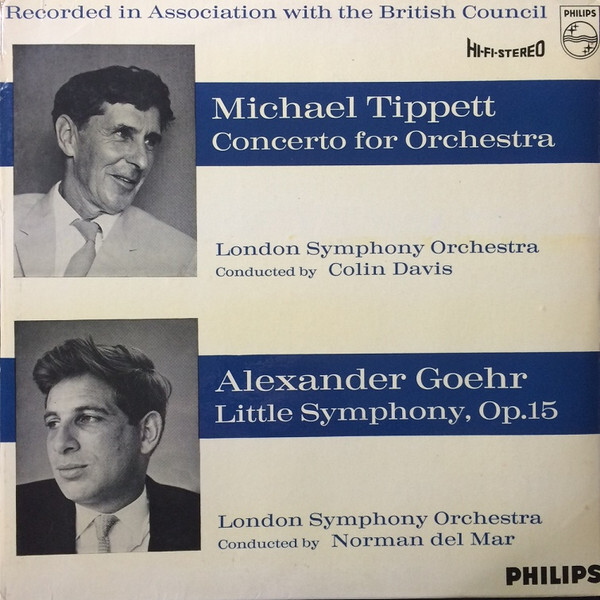 Recorded in Association with the British Council
PHILIPS
HI-FI-STEREO
Michael Tippett
Concerto for Orchestra
London Symphony Orchestra
Conducted by Colin Davis
Alexander Goehr
Little Symphony, Op.15
London Symphony Orchestra
Conducted by Norman del Mar
PHILIPS